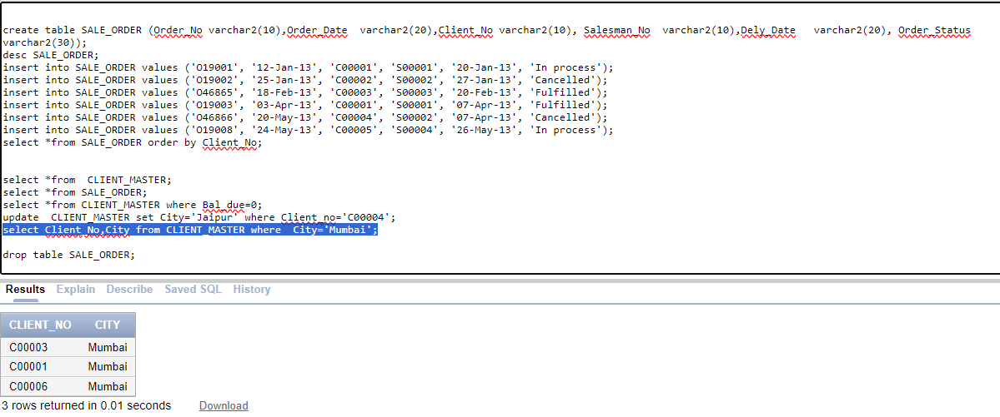 create table SALE_ORDER (Order_No varchar2(10),Order_Date  varchar2(20),Client_No varchar2(10), Salesman_No  varchar2(10),Dely_Date   varchar2(20), Order_Status
varchar2(30));
desc SALE_ORDER;
insert into SALE_ORDER values ('O19001', '12-Jan-13', 'C00001', 'S00001', '20-Jan-13', 'In process');
insert into SALE_ORDER values ('O19002', '25-Jan-13', 'C00002', 'S00002', '27-Jan-13', 'Cancelled');
insert into SALE_ORDER values ('O46865', '18-Feb-13', 'C00003', 'S00003', '20-Feb-13', 'Fulfilled');
insert into SALE_ORDER values ('O19003', '03-Apr-13', 'C00001', 'S00001', '07-Apr-13', 'Fulfilled');
insert into SALE_ORDER values ('O46866', '20-May-13', 'C00004', 'S00002', '07-Apr-13', 'Cancelled');
insert into SALE_ORDER values ('O19008', '24-May-13', 'C00005', 'S00004', '26-May-13', 'In process');
select *from SALE_ORDER order by Client_No;
select *from  CLIENT_MASTER;
select *from SALE_ORDER;
select *from CLIENT_MASTER where Bal_due=0;
update  CLIENT_MASTER set City='Jaipur' where Client_no='C00004';
select Client_No,City from CLIENT_MASTER where  City='Mumbai';
drop table SALE_ORDER;
Results Explain Describe Saved SQL History
CLIENT_NO CITY
C00003 Mumbai
C00001 Mumbai
C00006 Mumbai
3 rows returned in 0.01 seconds Download